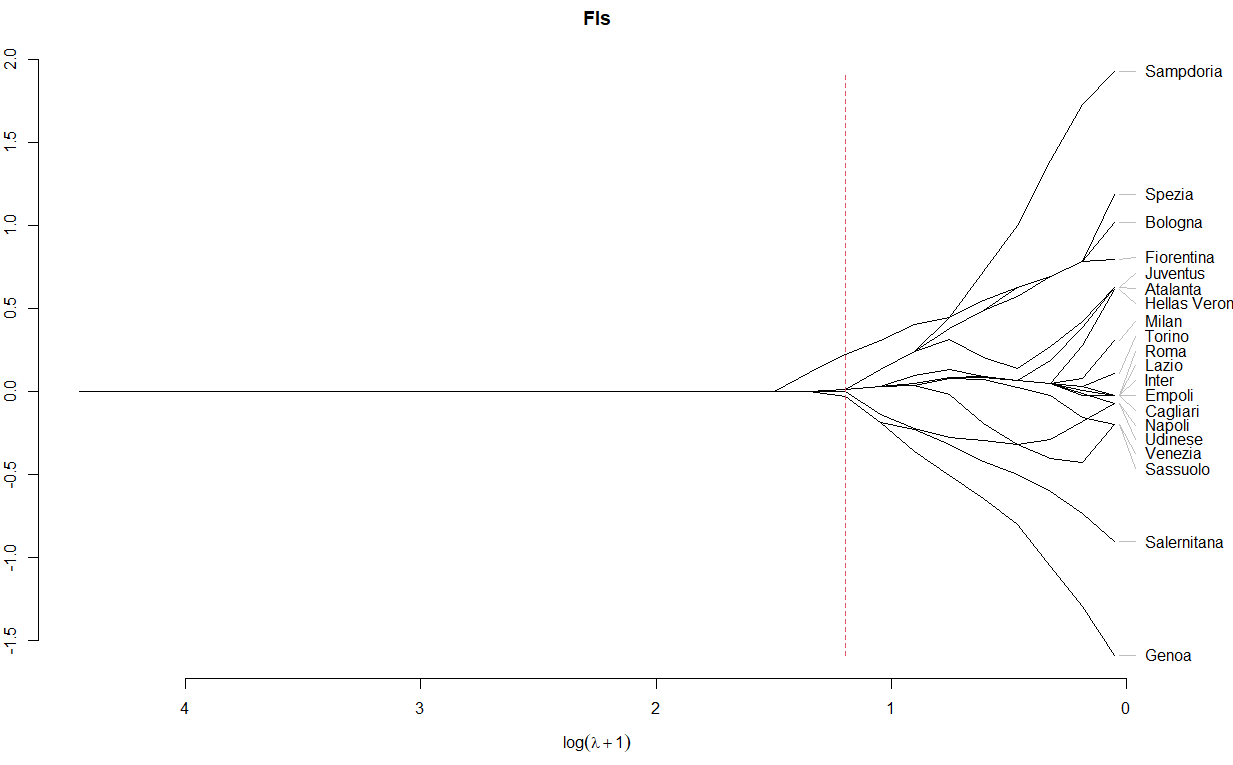 FIs
2.0
1.5
1.0
0.5
0.0
-0.5
-1.0
-1.5
Sampdoria
Spezia
Bologna
Fiorentina
Juventus
Atalanta
Hellas Veron
Milan
Torino
Roma
Lazio
Inter
Empoli
Cagliari
Napoli
Udinese
Venezia
Sassuolo
Salernitana
Genoa
4 3 2 1 0
log(λ+1)